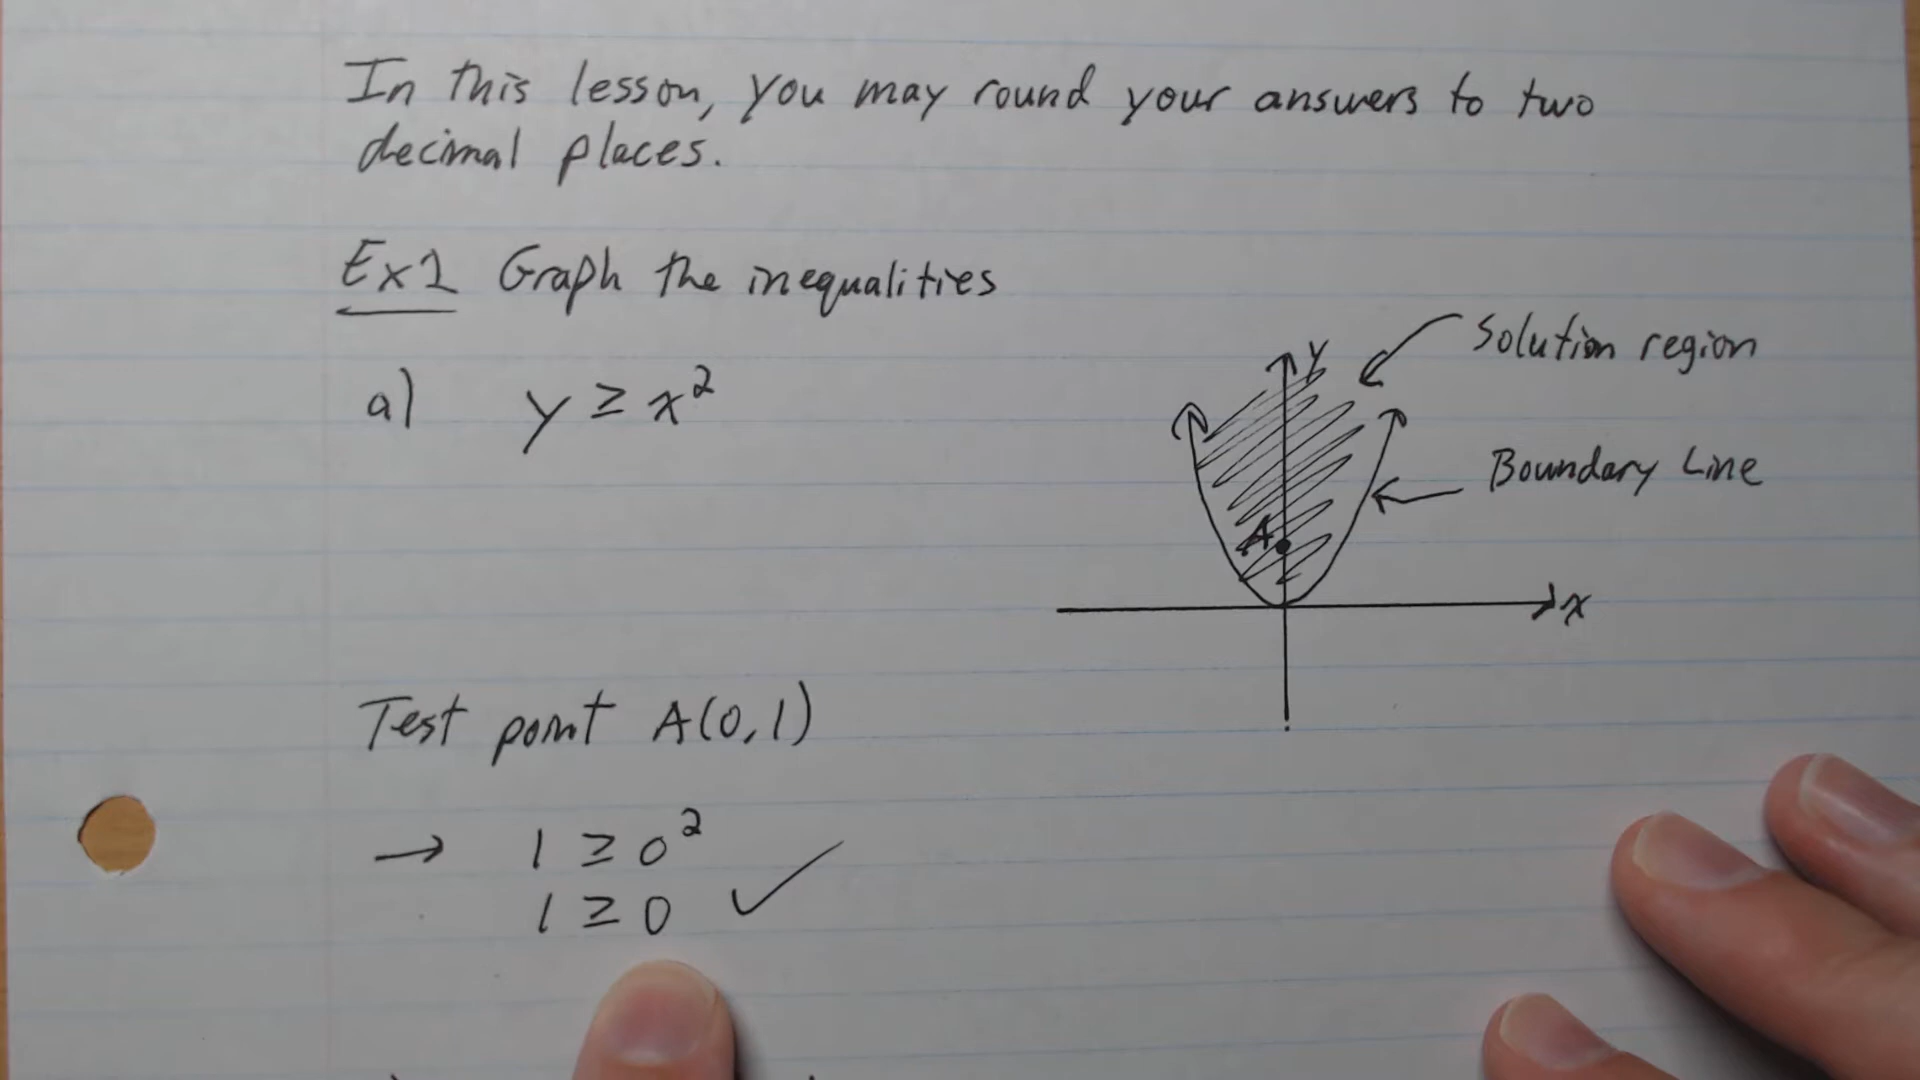 In this lesson, you may round your answers to two
decimal places.
Ex1 Graph the inequalities
a) y ≥ x²
y
Solution region
Boundary Line
A
x
Test point A(0,1)
→ 1 ≥ 0²
1 ≥ 0 ✓